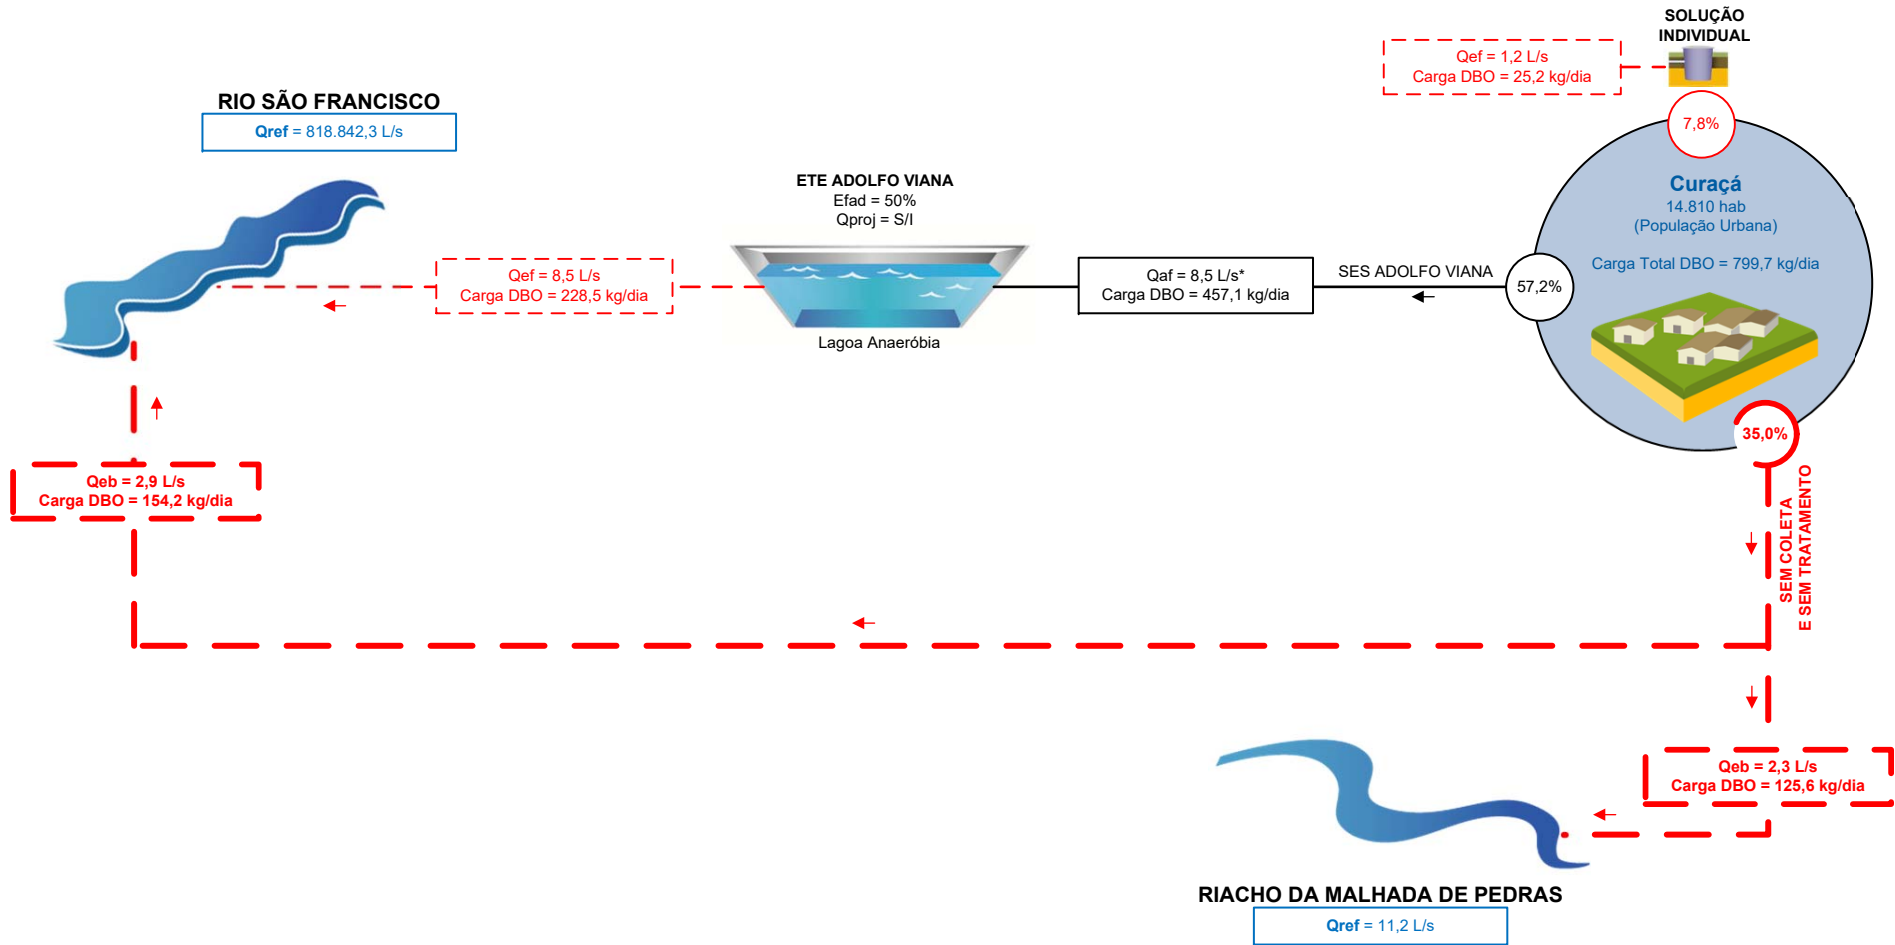 SOLUÇÃO
INDIVIDUAL
Qef = 1,2 L/s
Carga DBO = 25,2 kg/dia
7,8%
RIO SÃO FRANCISCO
Qref = 818.842,3 L/s
ETE ADOLFO VIANA
Efad = 50%
Qproj = S/I
Lagoa Anaeróbia
Qef = 8,5 L/s
Carga DBO = 228,5 kg/dia
Qaf = 8,5 L/s*
Carga DBO = 457,1 kg/dia
SES ADOLFO VIANA
57,2%
Curaçá
14.810 hab
(População Urbana)
Carga Total DBO = 799,7 kg/dia
35,0%
SEM COLETA
E SEM TRATAMENTO
Qeb = 2,9 L/s
Carga DBO = 154,2 kg/dia
Qeb = 2,3 L/s
Carga DBO = 125,6 kg/dia
RIACHO DA MALHADA DE PEDRAS
Qref = 11,2 L/s